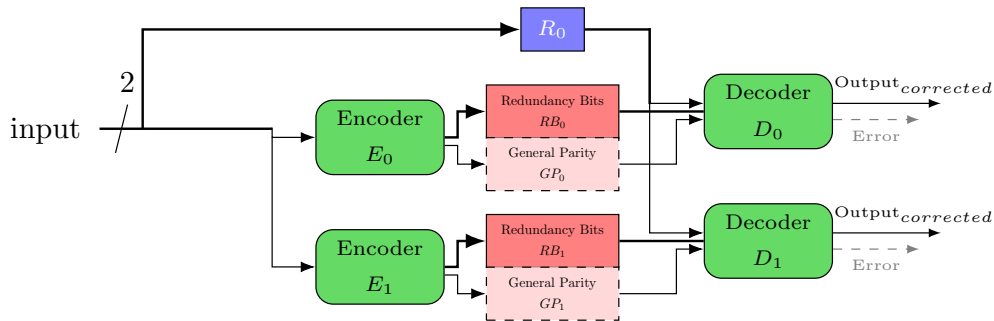 R₀
2
input
Encoder
E₀
Redundancy Bits
RB₀
General Parity
GP₀
Decoder
D₀
Output_corrected
Error
Encoder
E₁
Redundancy Bits
RB₁
General Parity
GP₁
Decoder
D₁
Output_corrected
Error